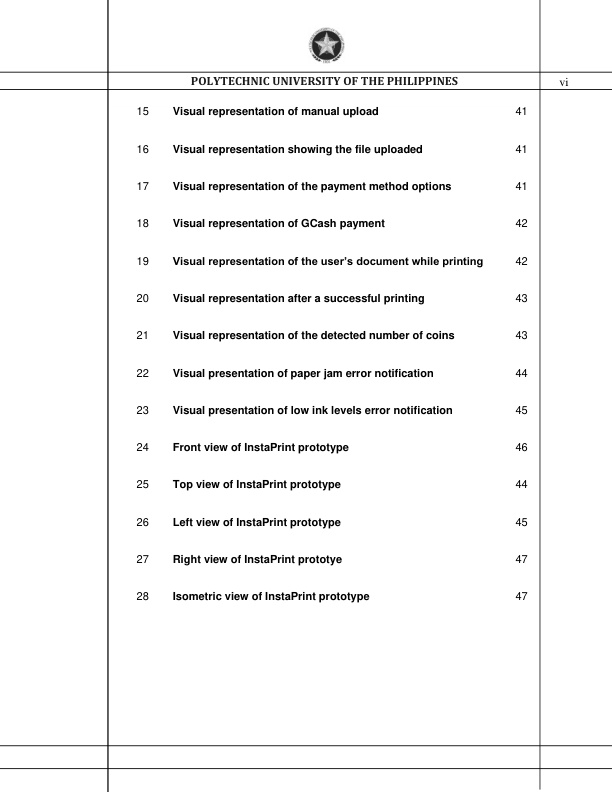 POLYTECHNIC UNIVERSITY OF THE PHILIPPINES vi
15 Visual representation of manual upload 41
16 Visual representation showing the file uploaded 41
17 Visual representation of the payment method options 41
18 Visual representation of GCash payment 42
19 Visual representation of the user's document while printing 42
20 Visual representation after a successful printing 43
21 Visual representation of the detected number of coins 43
22 Visual presentation of paper jam error notification 44
23 Visual presentation of low ink levels error notification 45
24 Front view of InstaPrint prototype 46
25 Top view of InstaPrint prototype 44
26 Left view of InstaPrint prototype 45
27 Right view of InstaPrint prototye 47
28 Isometric view of InstaPrint prototype 47